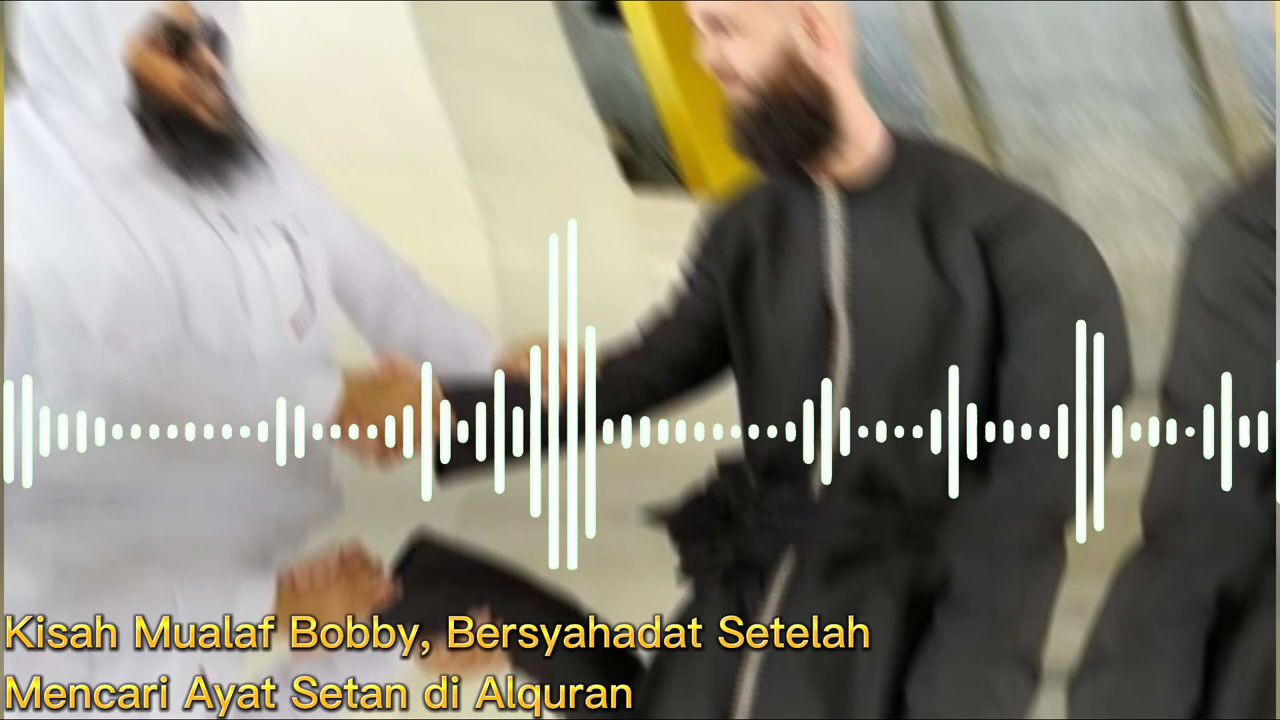 Kisah Mualaf Bobby, Bersyahadat Setelah
Mencari Ayat Setan di Alquran